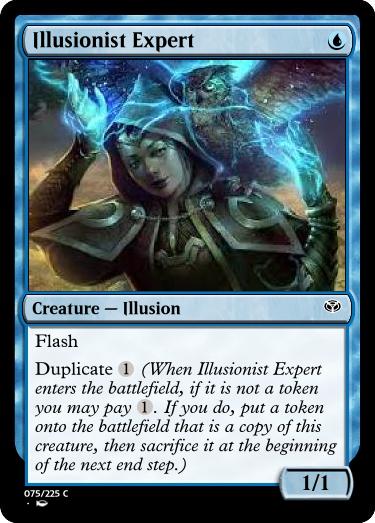 Illusionist Expert
Creature — Illusion
Flash
Duplicate 1 (When Illusionist Expert
enters the battlefield, if it is not a token
you may pay 1. If you do, put a token
onto the battlefield that is a copy of this
creature, then sacrifice it at the beginning
of the next end step.)
1/1
075/225 C